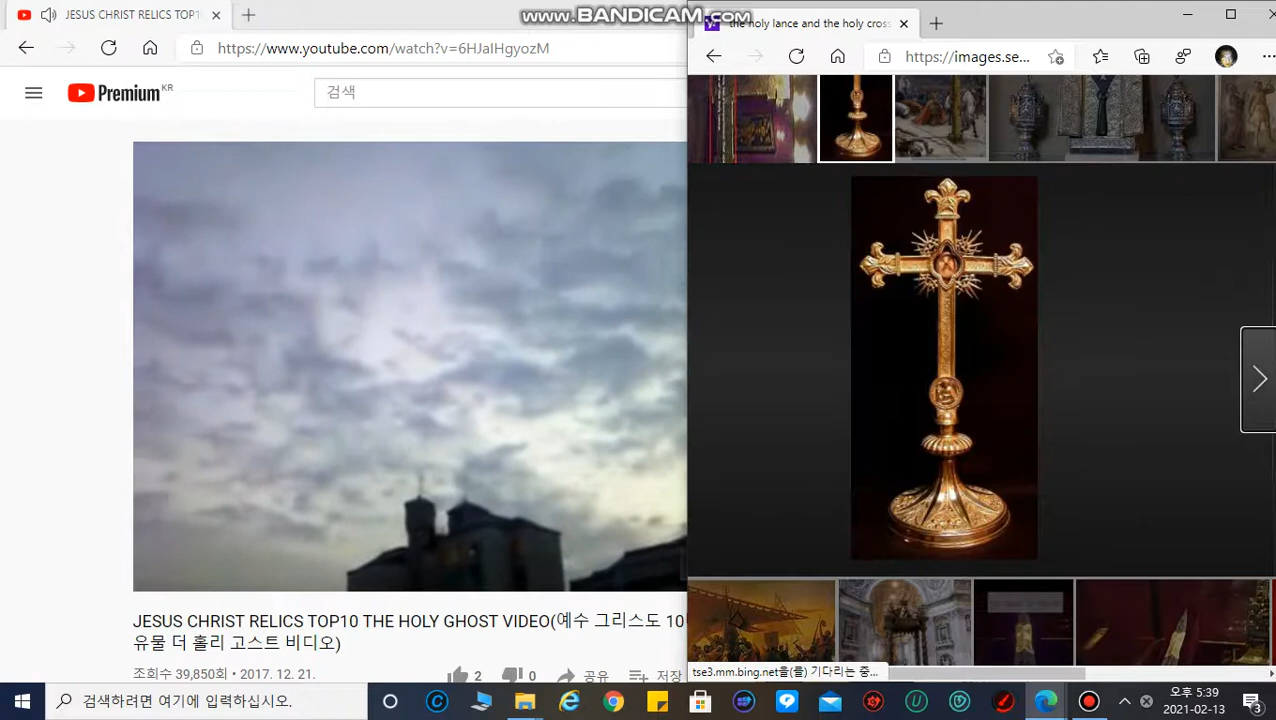 www.BANDICAM.com
JESUS CHRIST RELICS TOP1
https://www.youtube.com/watch?v=6HJaIHgyozM
Premium KR
검색
JESUS CHRIST RELICS TOP10 THE HOLY GHOST VIDEO(예수 그리스도 10
유물 더 홀리 고스트 비디오)
조회수 39,850회 • 2017. 12. 21.
2
0
공유
저장
the holy lance and the holy cross
https://images.se...
tse3.mm.bing.net을(를) 기다리는 중...
검색하려면 여기에 입력하십시오.
오후 5:39
2021-02-13
3